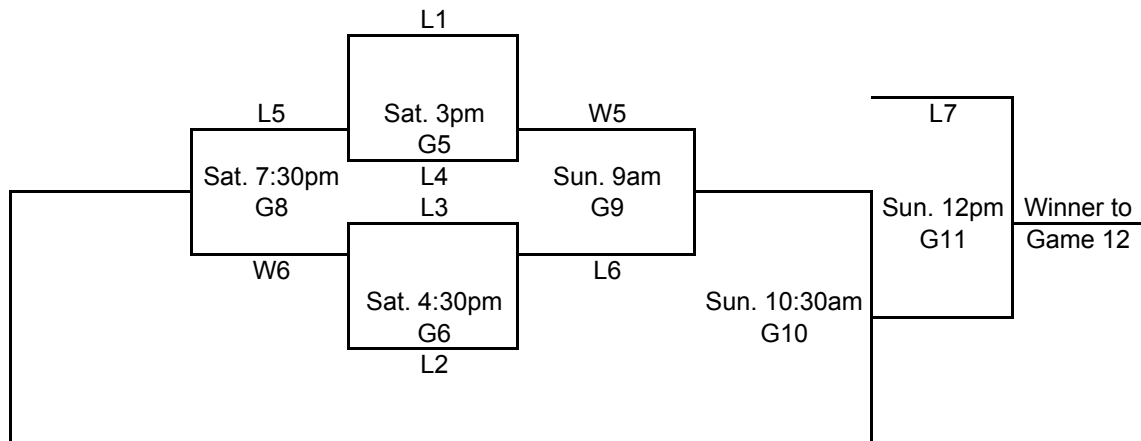 L1
L5
Sat. 3pm
G5
W5
L7
Sat. 7:30pm
G8
L4
L3
Sun. 9am
G9
Sun. 12pm
G11
Winner to
Game 12
W6
L6
Sat. 4:30pm
G6
Sun. 10:30am
G10
L2